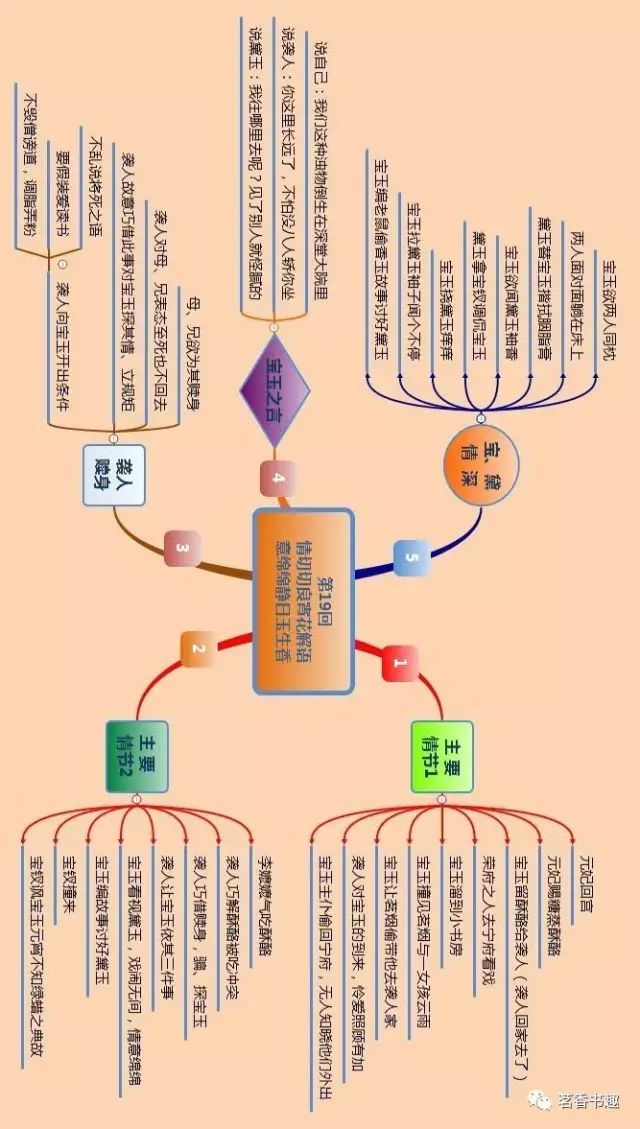 第19回
情切切良宵花解语
意绵绵静日玉生香
1
主要
情节1
元妃回宫
元妃赐糖蒸酥酪
宝玉留酥酪给袭人（袭人回家去了）
荣府之人去宁府看戏
宝玉溜到小书房
宝玉撞见茗烟与一女孩云雨
宝玉让茗烟偷带他去袭人家
袭人对宝玉的到来，怜爱照顾有加
宝玉主仆偷回宁府，无人知晓他们外出
2
主要
情节2
李嬷嬷气吃酥酪
袭人巧解酥酪被吃冲突
袭人巧借赎身，骗、探宝玉
袭人让宝玉依其三件事
宝玉看视黛玉，戏闹无间，情意绵绵
宝玉编故事讨好黛玉
宝钗撞来
宝钗讽宝玉元宵不知绿蜡之典故
3
袭人
赎身
母、兄欲为其赎身
袭人对母、兄表态至死也不回去
袭人故意巧借此事对宝玉探其情、立规矩
袭人向宝玉开出条件
不乱说将死之语
要假装爱读书
不毁僧谤道，调脂弄粉
4
宝玉之言
说自己：我们这种浊物倒生在深堂大院里
说袭人：你这里长远了，不怕没八人轿你坐
说黛玉：我往哪里去呢？见了别人就怪腻的
5
宝、黛
情 深
宝玉欲两人同枕
两人面对面躺在床上
黛玉替宝玉揩拭胭脂膏
宝玉欲闻黛玉袖香
黛玉拿宝钗调侃宝玉
宝玉挠黛玉痒痒
宝玉拉黛玉袖子闻个不停
宝玉编老鼠偷香玉故事讨好黛玉
茗香书趣